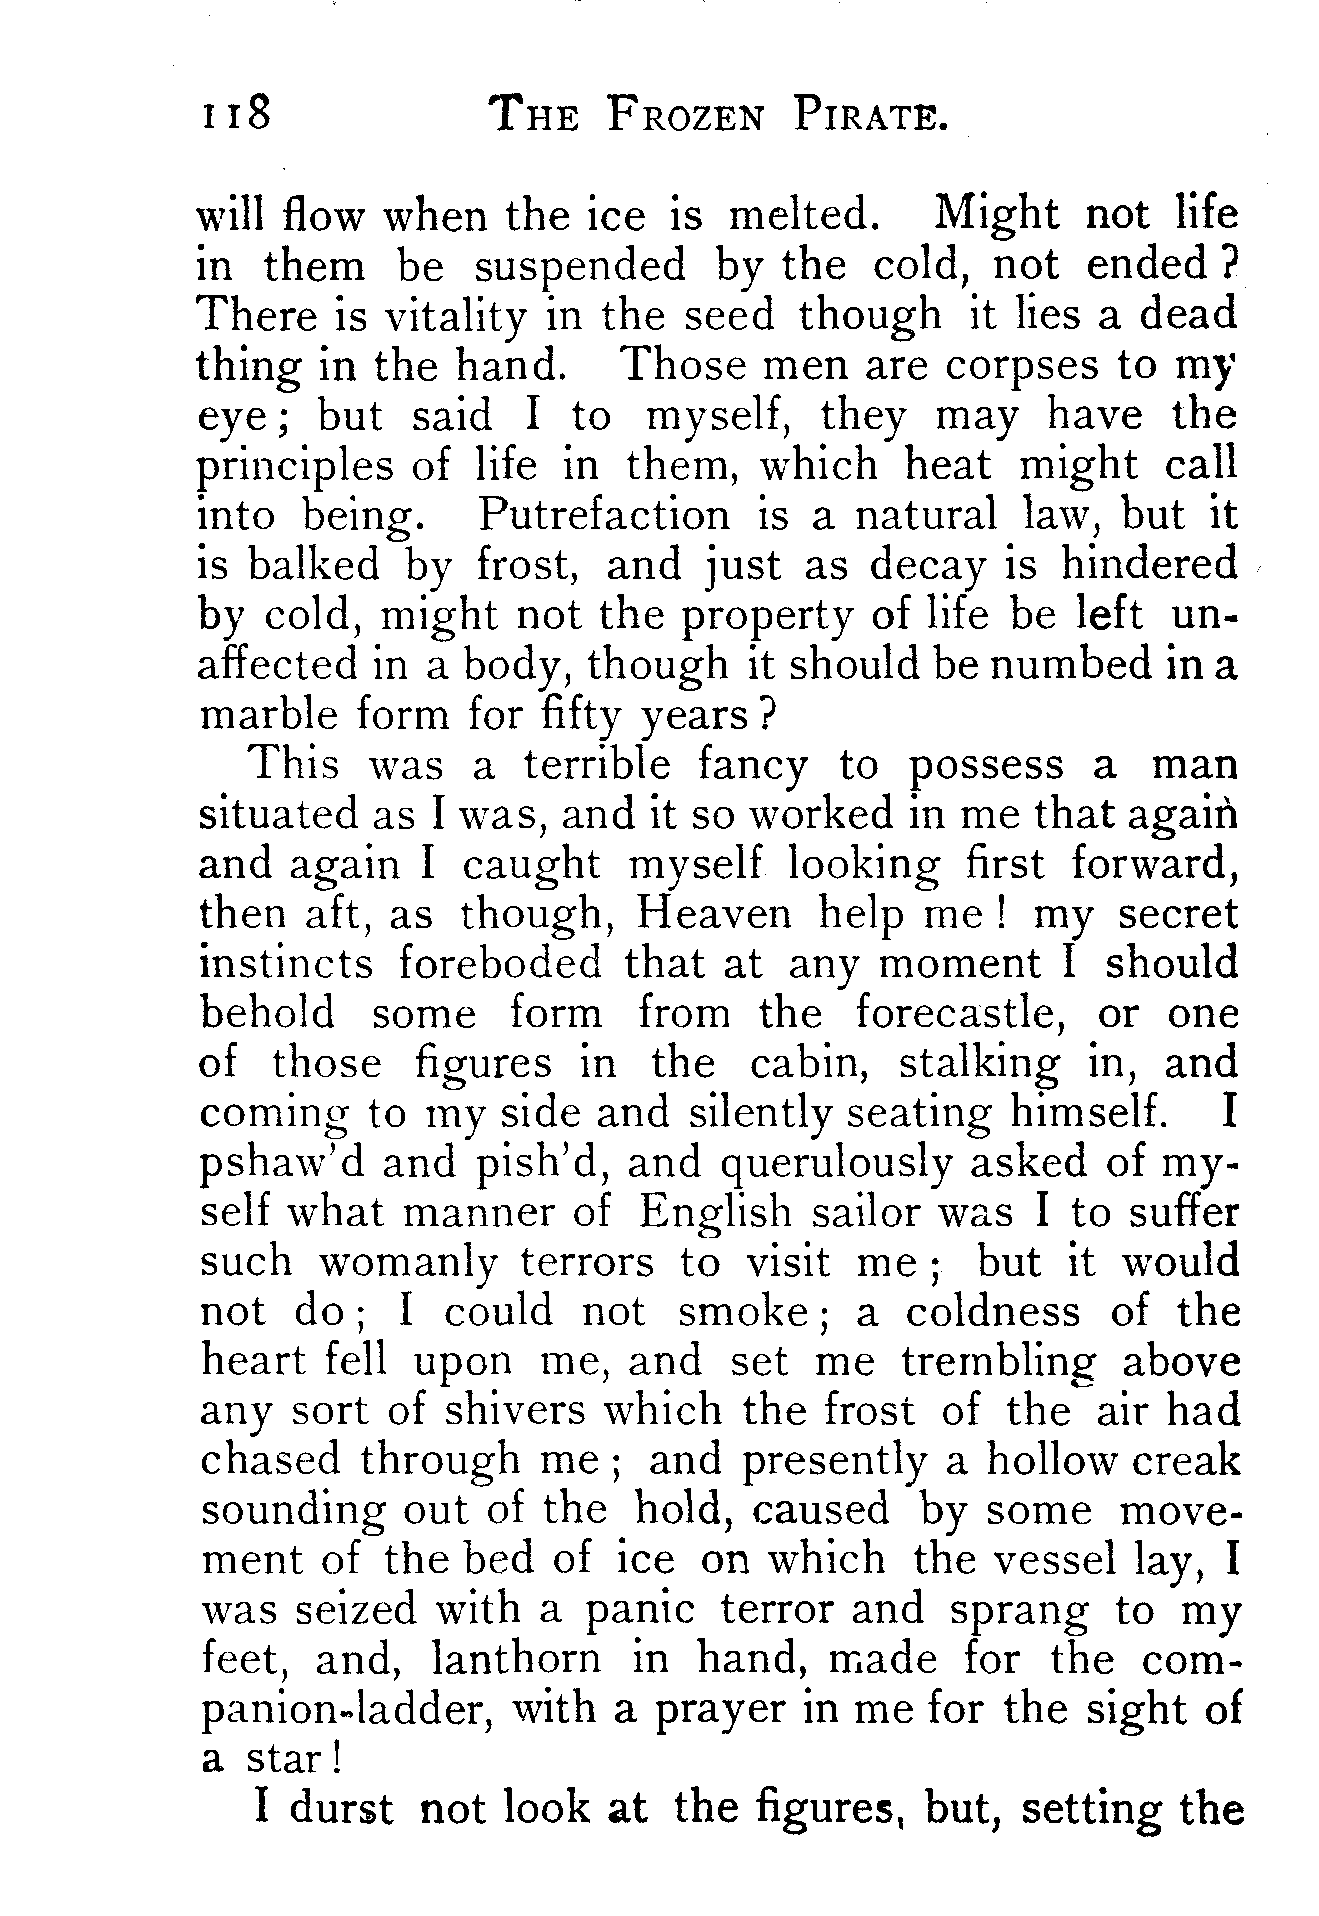 118 THE FROZEN PIRATE.
will flow when the ice is melted. Might not life
in them be suspended by the cold, not ended ?
There is vitality in the seed though it lies a dead
thing in the hand. Those men are corpses to my
eye ; but said I to myself, they may have the
principles of life in them, which heat might call
into being. Putrefaction is a natural law, but it
is balked by frost, and just as decay is hindered
by cold, might not the property of life be left un-
affected in a body, though it should be numbed in a
marble form for fifty years ?
This was a terrible fancy to possess a man
situated as I was, and it so worked in me that again
and again I caught myself looking first forward,
then aft, as though, Heaven help me ! my secret
instincts foreboded that at any moment I should
behold some form from the forecastle, or one
of those figures in the cabin, stalking in, and
coming to my side and silently seating himself. I
pshaw'd and pish'd, and querulously asked of my-
self what manner of English sailor was I to suffer
such womanly terrors to visit me ; but it would
not do ; I could not smoke ; a coldness of the
heart fell upon me, and set me trembling above
any sort of shivers which the frost of the air had
chased through me ; and presently a hollow creak
sounding out of the hold, caused by some move-
ment of the bed of ice on which the vessel lay, I
was seized with a panic terror and sprang to my
feet, and, lanthorn in hand, made for the com-
panion-ladder, with a prayer in me for the sight of
a star !
I durst not look at the figures, but, setting the